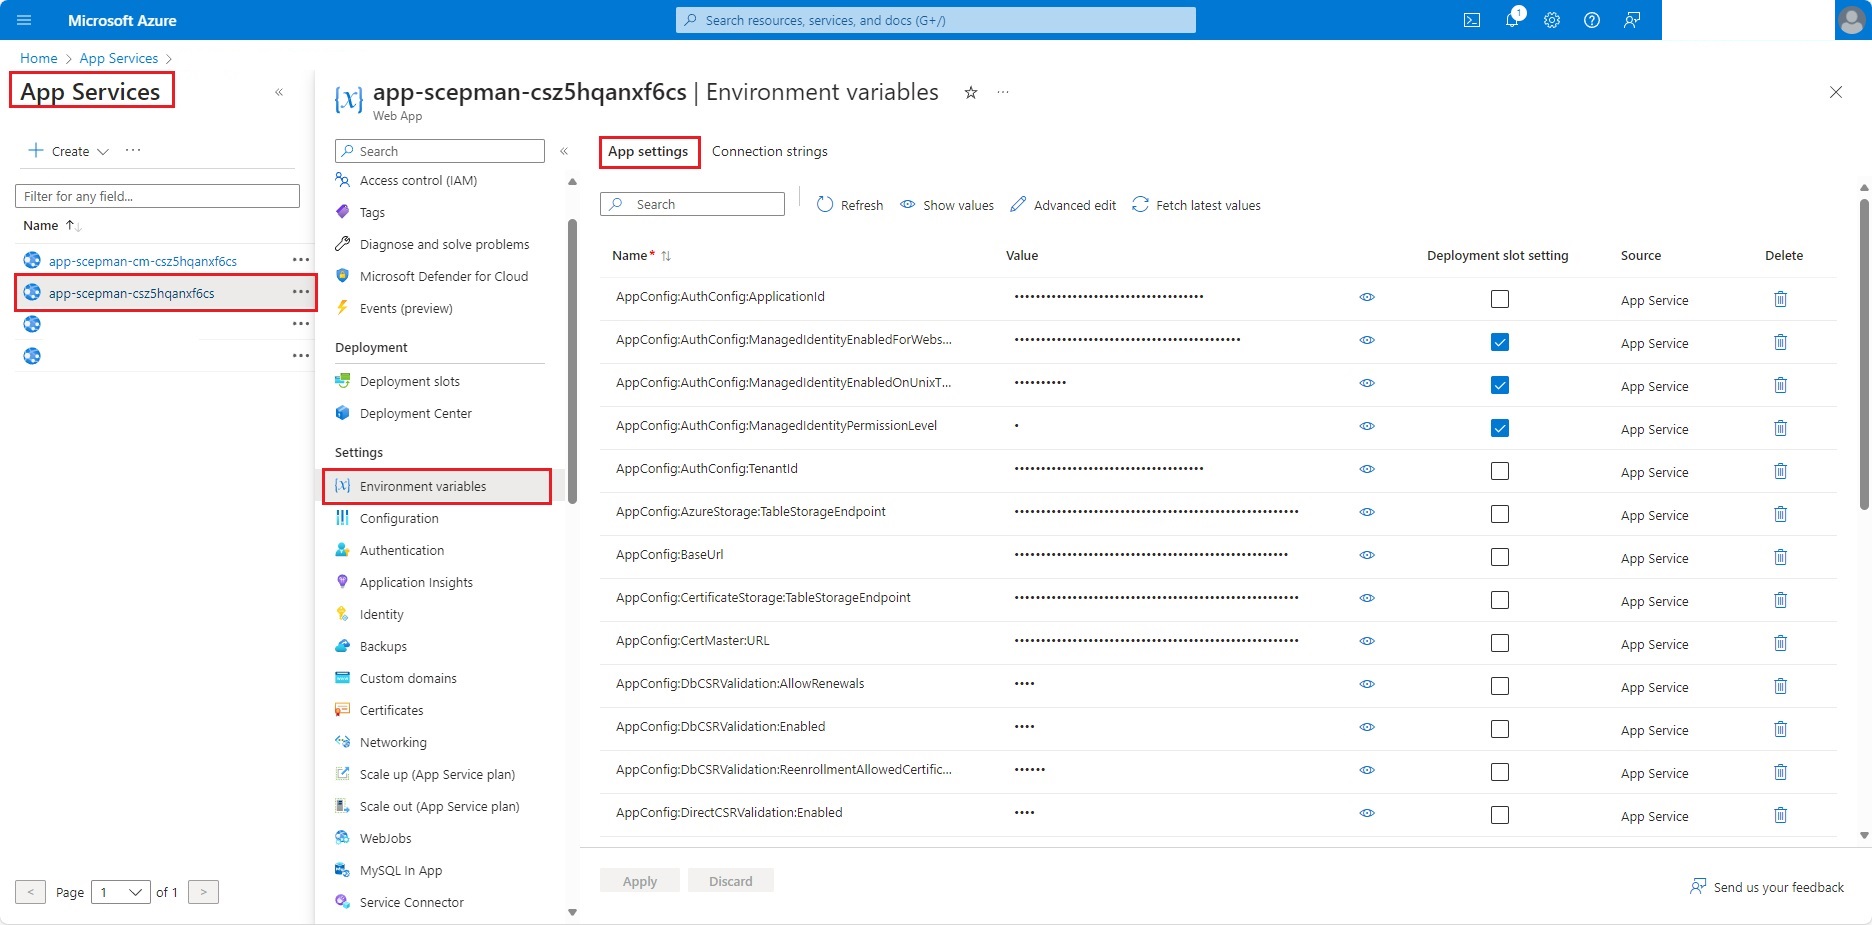 Microsoft Azure
Search resources, services, and docs (G+/)
1
Home > App Services >
App Services
«
Create
...
Filter for any field...
Name ↑↓
app-scepman-cm-csz5hqanxf6cs
app-scepman-csz5hqanxf6cs
< Page 1 of 1 >
app-scepman-csz5hqanxf6cs | Environment variables
Web App
Search
«
Access control (IAM)
Tags
Diagnose and solve problems
Microsoft Defender for Cloud
Events (preview)
Deployment
Deployment slots
Deployment Center
Settings
Environment variables
Configuration
Authentication
Application Insights
Identity
Backups
Custom domains
Certificates
Networking
Scale up (App Service plan)
Scale out (App Service plan)
WebJobs
MySQL In App
Service Connector
App settings Connection strings
Search Refresh Show values Advanced edit Fetch latest values
Name * Value Deployment slot setting Source Delete
AppConfig:AuthConfig:ApplicationId App Service
AppConfig:AuthConfig:ManagedIdentityEnabledForWebs... App Service
AppConfig:AuthConfig:ManagedIdentityEnabledOnUnixT... App Service
AppConfig:AuthConfig:ManagedIdentityPermissionLevel App Service
AppConfig:AuthConfig:TenantId App Service
AppConfig:AzureStorage:TableStorageEndpoint App Service
AppConfig:BaseUrl App Service
AppConfig:CertificateStorage:TableStorageEndpoint App Service
AppConfig:CertMaster:URL App Service
AppConfig:DbCSRValidation:AllowRenewals App Service
AppConfig:DbCSRValidation:Enabled App Service
AppConfig:DbCSRValidation:ReenrollmentAllowedCertific... App Service
AppConfig:DirectCSRValidation:Enabled App Service
Apply Discard
Send us your feedback